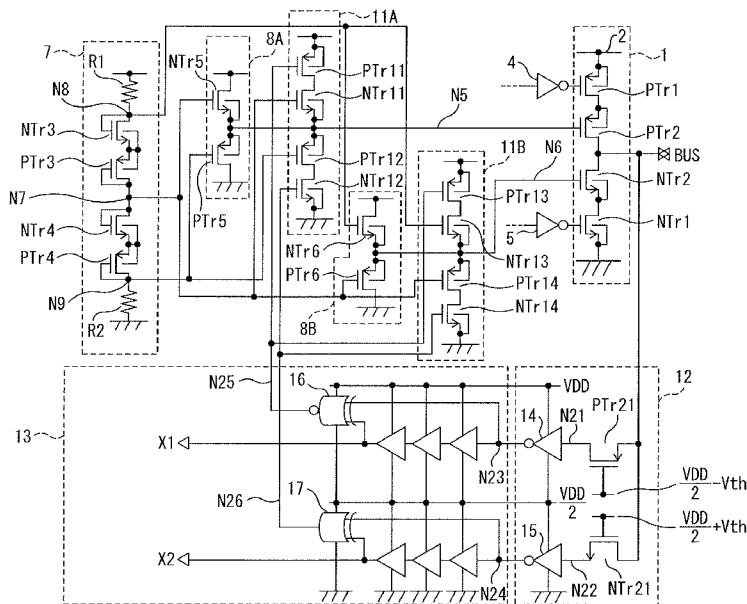 11A
7
8A
2
1
R1
NTr5
PTr11
4
PTr1
N8
NTr11
N5
NTr3
PTr2
PTr3
11B
N6
BUS
PTr12
N7
PTr13
NTr2
NTr4
PTr5
NTr12
NTr1
PTr4
NTr6
5
NTr13
PTr6
PTr14
N9
R2
NTr14
8B
N25
16
VDD
12
13
14
N21
PTr21
X1
N23
VDD/2
VDD/2 -Vth
N26
17
15
VDD/2 +Vth
X2
N24
N22
NTr21